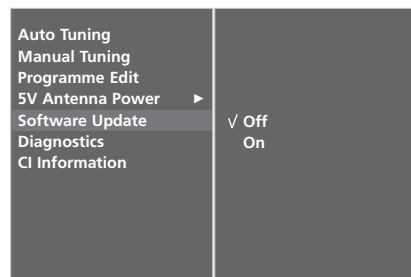 Auto Tuning
Manual Tuning
Programme Edit
5V Antenna Power ►
Software Update
Diagnostics
CI Information
√ Off
On